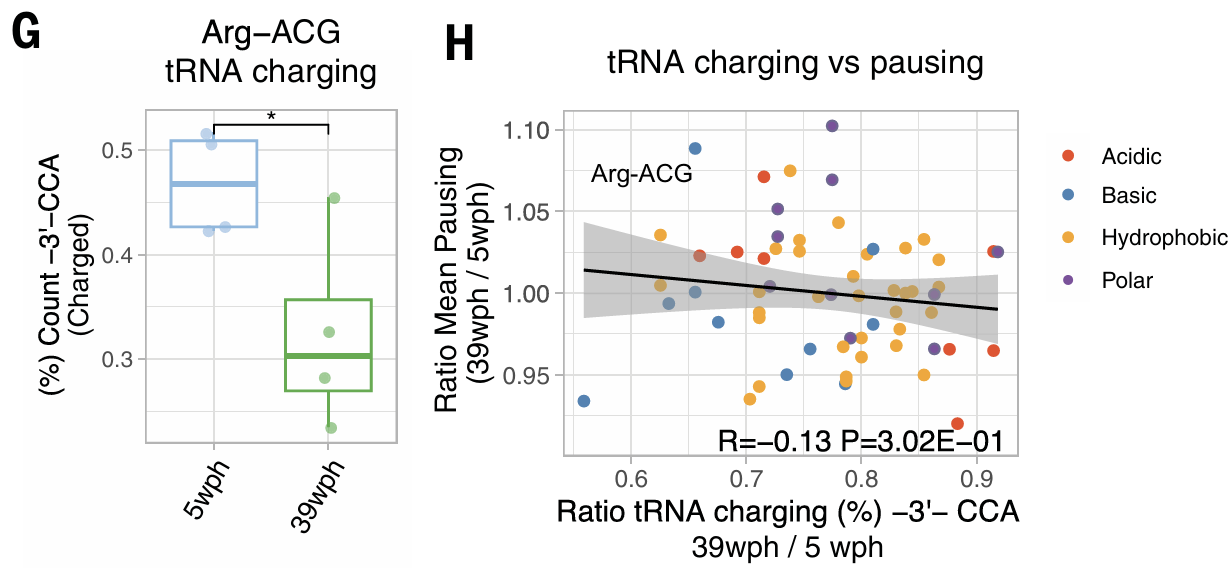 G
Arg−ACG
tRNA charging
(%) Count −3'−CCA
(Charged)
0.5
0.4
0.3
*
5wph
39wph
H
tRNA charging vs pausing
Ratio Mean Pausing
(39wph / 5wph)
1.10
1.05
1.00
0.95
Arg-ACG
R=−0.13 P=3.02E−01
0.6
0.7
0.8
0.9
Ratio tRNA charging (%) −3'− CCA
39wph / 5 wph
Acidic
Basic
Hydrophobic
Polar